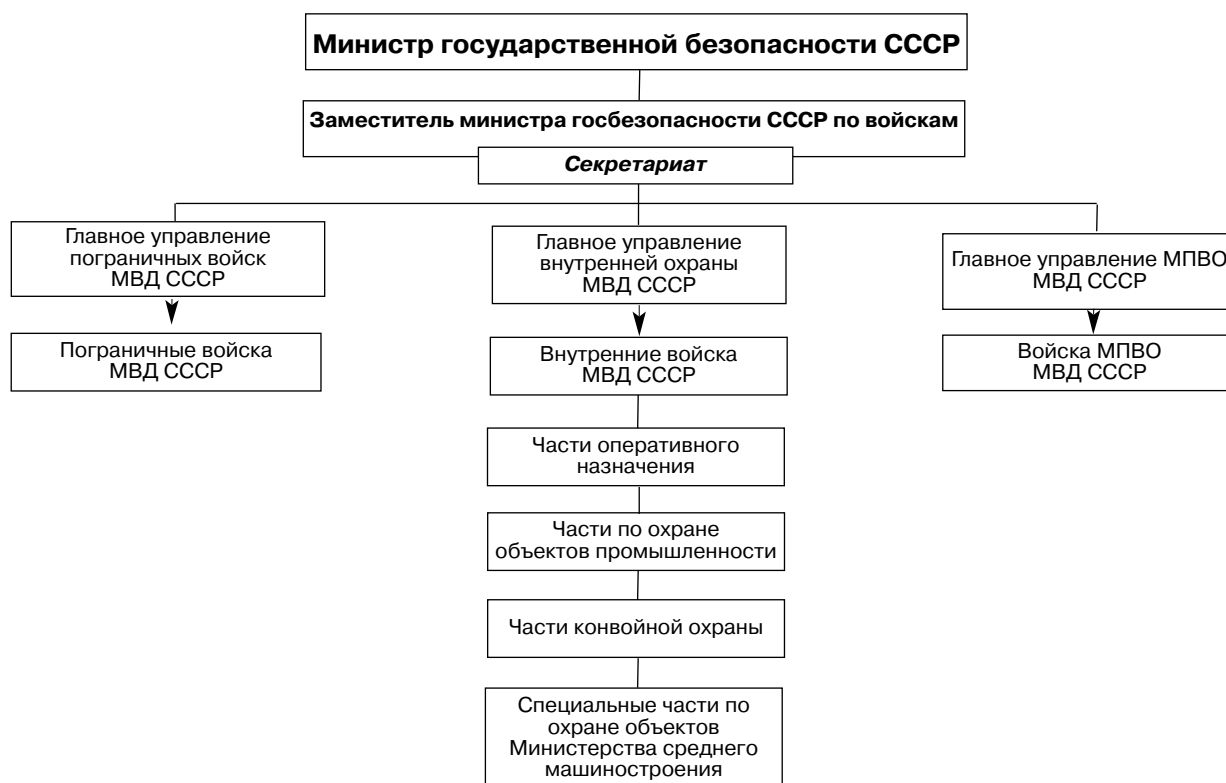 Министр государственной безопасности СССР
Заместитель министра госбезопасности СССР по войскам
Секретариат
Главное управление
пограничных войск
МВД СССР
Главное управление
внутренней охраны
МВД СССР
Главное управление МПВО
МВД СССР
Пограничные войска
МВД СССР
Внутренние войска
МВД СССР
Войска МПВО
МВД СССР
Части оперативного
назначения
Части по охране
объектов промышленности
Части конвойной охраны
Специальные части по
охране объектов
Министерства среднего
машиностроения